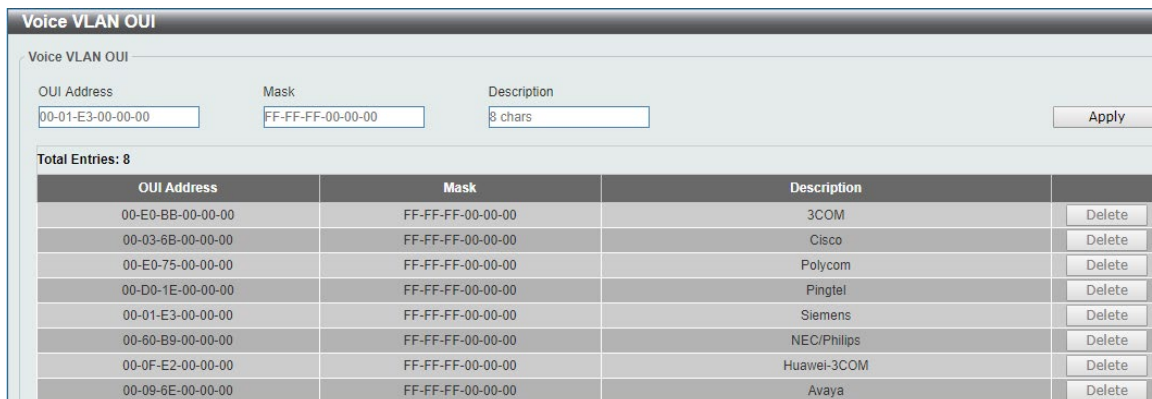 Voice VLAN OUI
Voice VLAN OUI
OUI Address Mask Description
00-01-E3-00-00-00 FF-FF-FF-00-00-00 8 chars Apply
Total Entries: 8
OUI Address Mask Description
00-E0-BB-00-00-00 FF-FF-FF-00-00-00 3COM Delete
00-03-6B-00-00-00 FF-FF-FF-00-00-00 Cisco Delete
00-E0-75-00-00-00 FF-FF-FF-00-00-00 Polycom Delete
00-D0-1E-00-00-00 FF-FF-FF-00-00-00 Pingtel Delete
00-01-E3-00-00-00 FF-FF-FF-00-00-00 Siemens Delete
00-60-B9-00-00-00 FF-FF-FF-00-00-00 NEC/Philips Delete
00-0F-E2-00-00-00 FF-FF-FF-00-00-00 Huawei-3COM Delete
00-09-6E-00-00-00 FF-FF-FF-00-00-00 Avaya Delete